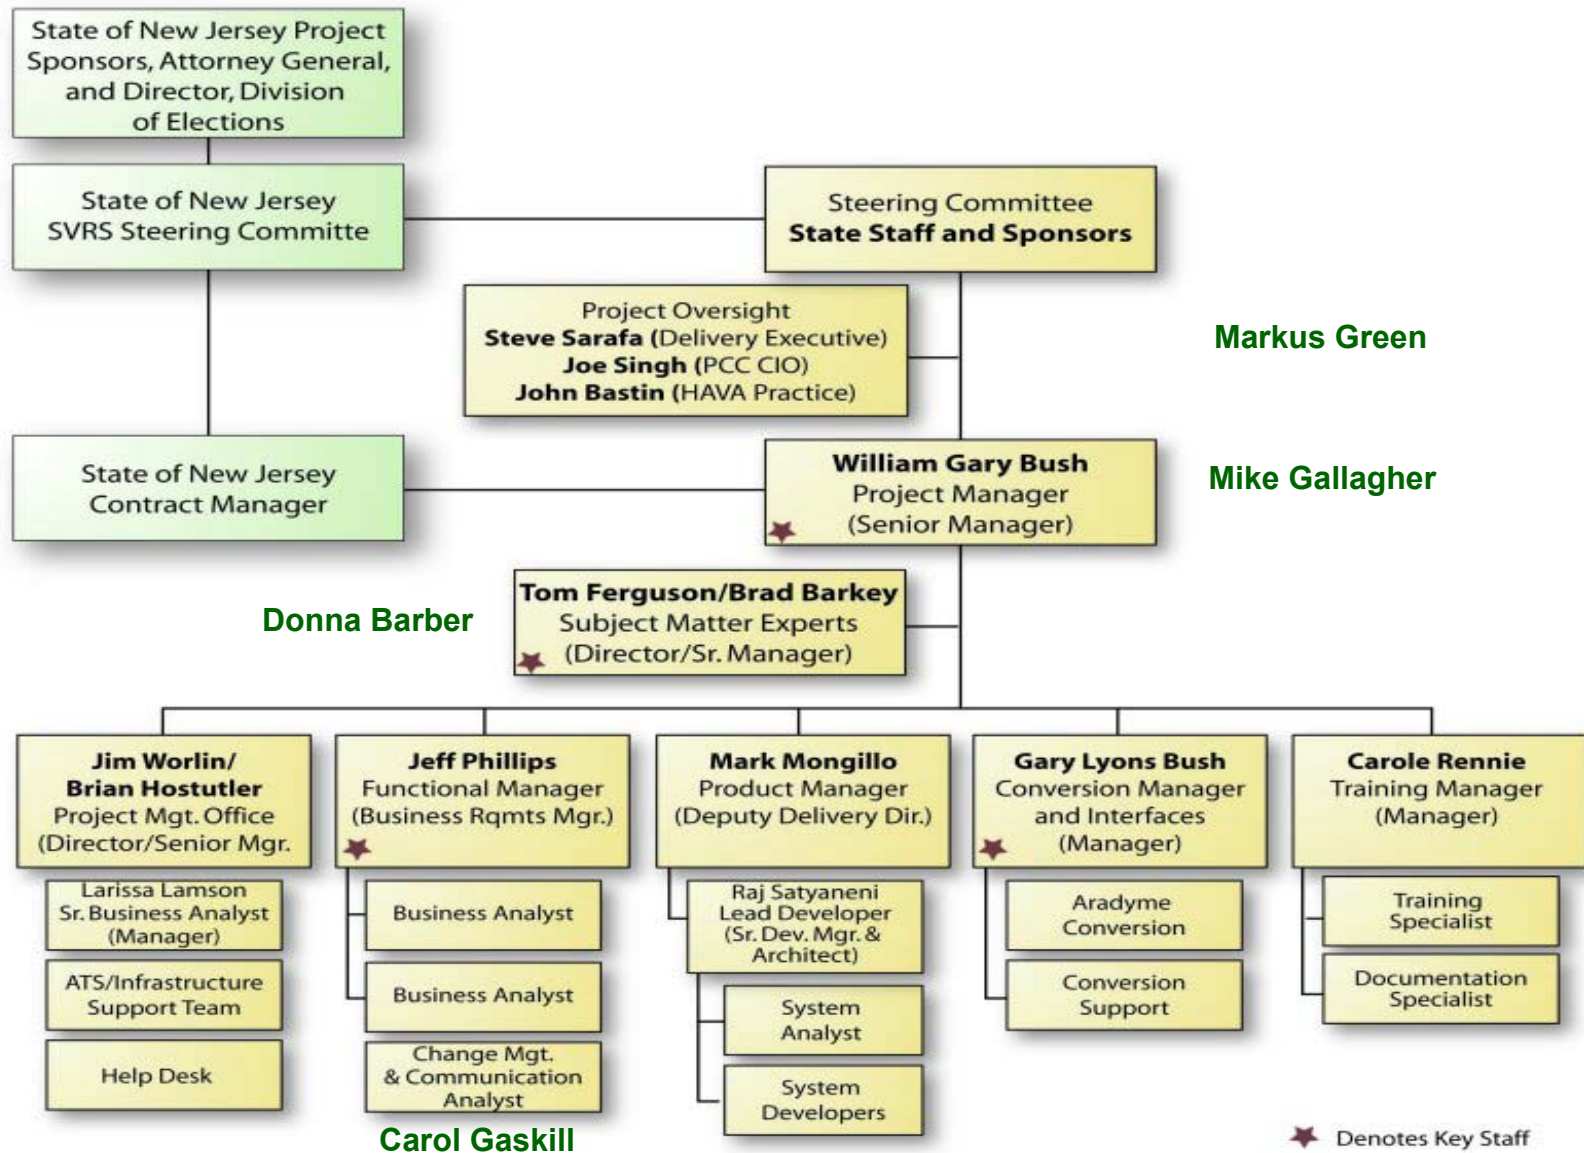 State of New Jersey Project
Sponsors, Attorney General,
and Director, Division
of Elections
State of New Jersey
SVRS Steering Committe
Steering Committee
State Staff and Sponsors
Project Oversight
Steve Sarafa (Delivery Executive)
Joe Singh (PCC CIO)
John Bastin (HAVA Practice)
Markus Green
State of New Jersey
Contract Manager
William Gary Bush
Project Manager
(Senior Manager)
Mike Gallagher
Donna Barber
Tom Ferguson/Brad Barkey
Subject Matter Experts
(Director/Sr. Manager)
Jim Worlin/
Brian Hostutler
Project Mgt. Office
(Director/Senior Mgr.
Larissa Lamson
Sr. Business Analyst
(Manager)
ATS/Infrastructure
Support Team
Help Desk
Jeff Phillips
Functional Manager
(Business Rqmts Mgr.)
Business Analyst
Business Analyst
Change Mgt.
& Communication
Analyst
Carol Gaskill
Mark Mongillo
Product Manager
(Deputy Delivery Dir.)
Raj Satyaneni
Lead Developer
(Sr. Dev. Mgr. &
Architect)
System
Analyst
System
Developers
Gary Lyons Bush
Conversion Manager
and Interfaces
(Manager)
Aradyme
Conversion
Conversion
Support
Carole Rennie
Training Manager
(Manager)
Training
Specialist
Documentation
Specialist
Denotes Key Staff